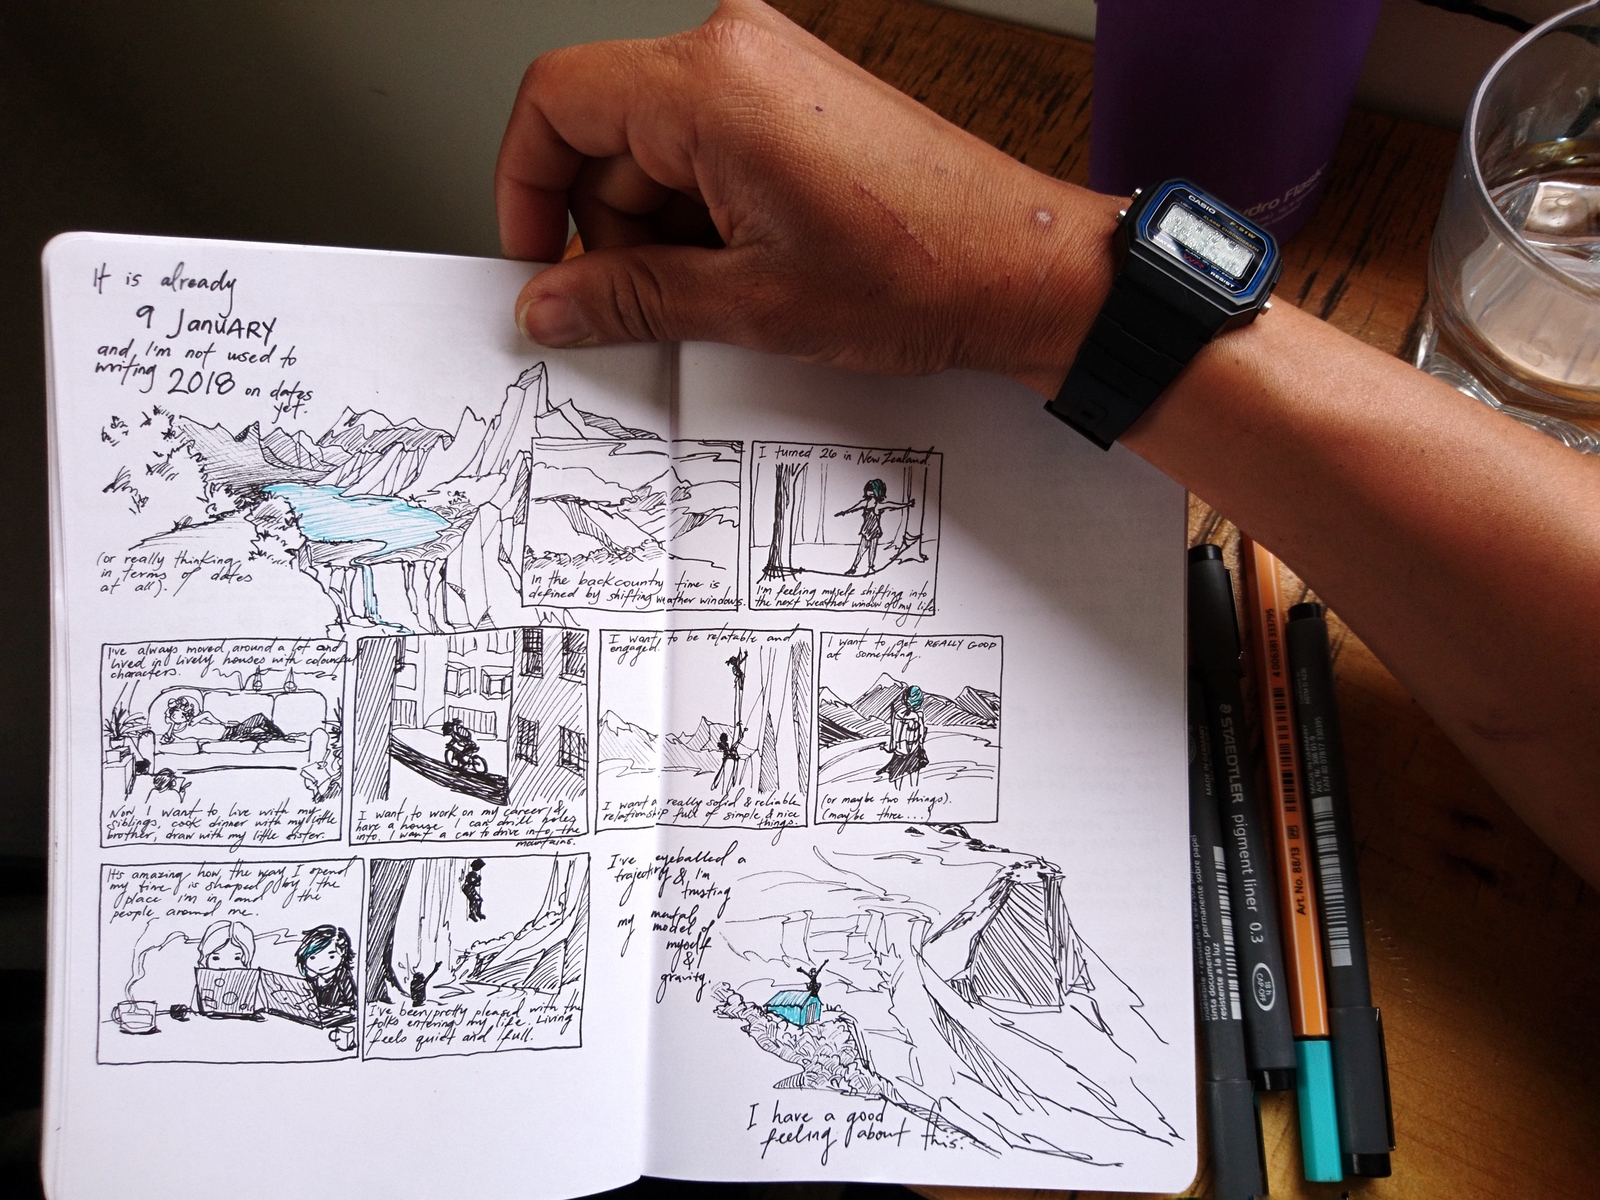 It is already
9 JANUARY
and I'm not used to
writing 2018 on dates
yet.
(or really thinking
in terms of dates
at all).
In the backcountry time is
defined by shifting weather windows.
I turned 26 in New Zealand.
I'm feeling myself shifting into
the next weather window of my life.
I've always moved around a lot and
lived in lively houses with colourful
characters.
Now, I want to live with my
siblings, cook dinner with my little
brother, draw with my little sister.
I want to work on my career, &
have a house I can drill holes
into. I want a car to drive into the
mountains.
I want to be relatable and
engaged.
I want a really solid & reliable
relationship full of simple & nice
things.
I want to get REALLY GOOD
at something.
(or maybe two things).
(maybe three....)
It's amazing how the way I spend
my time is shaped by the
place I'm in and the
people around me.
I've been pretty pleased with the
folks entering my life. Living
feels quiet and full.
I've eyeballed a
trajectory & I'm
trusting
my mental
model of
myself
&
gravity.
I have a good
feeling about this.
CASIO
F-91W
WR
RESIST
ydro Flask
STAEDTLER
pigment liner 0.3
18 h
CAP-OFF
Art. No. 88/13